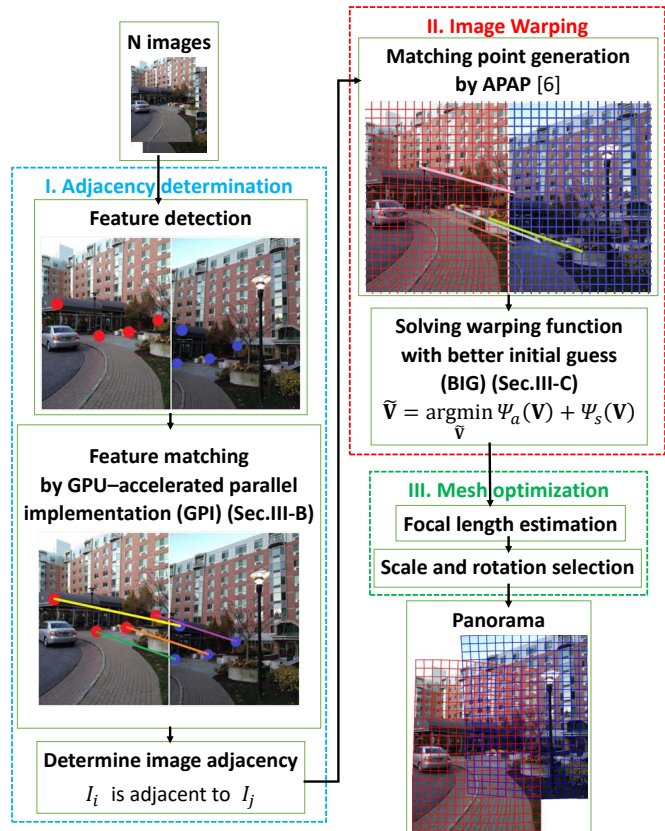 N images
I. Adjacency determination
Feature detection
Feature matching
by GPU–accelerated parallel
implementation (GPI) (Sec.III-B)
Determine image adjacency
I_i is adjacent to I_j
II. Image Warping
Matching point generation
by APAP [6]
Solving warping function
with better initial guess
(BIG) (Sec.III-C)
Ṽ = argmin Ψ_a(V) + Ψ_s(V)
Ṽ
III. Mesh optimization
Focal length estimation
Scale and rotation selection
Panorama